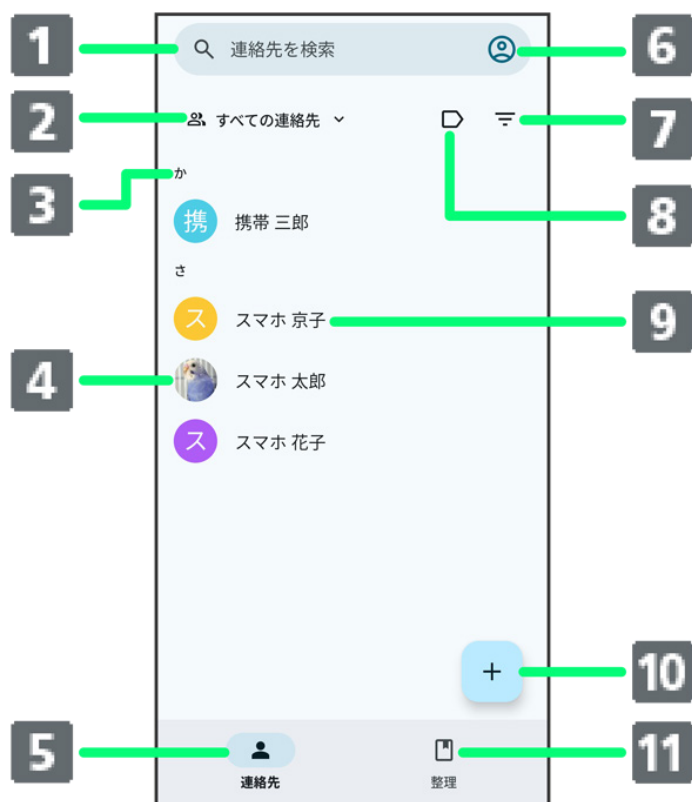 1
連絡先を検索
6
2
すべての連絡先
7
3
か
8
携 携帯 三郎
さ
ス スマホ 京子
9
4
スマホ 太郎
ス スマホ 花子
+
10
5
連絡先
整理
11